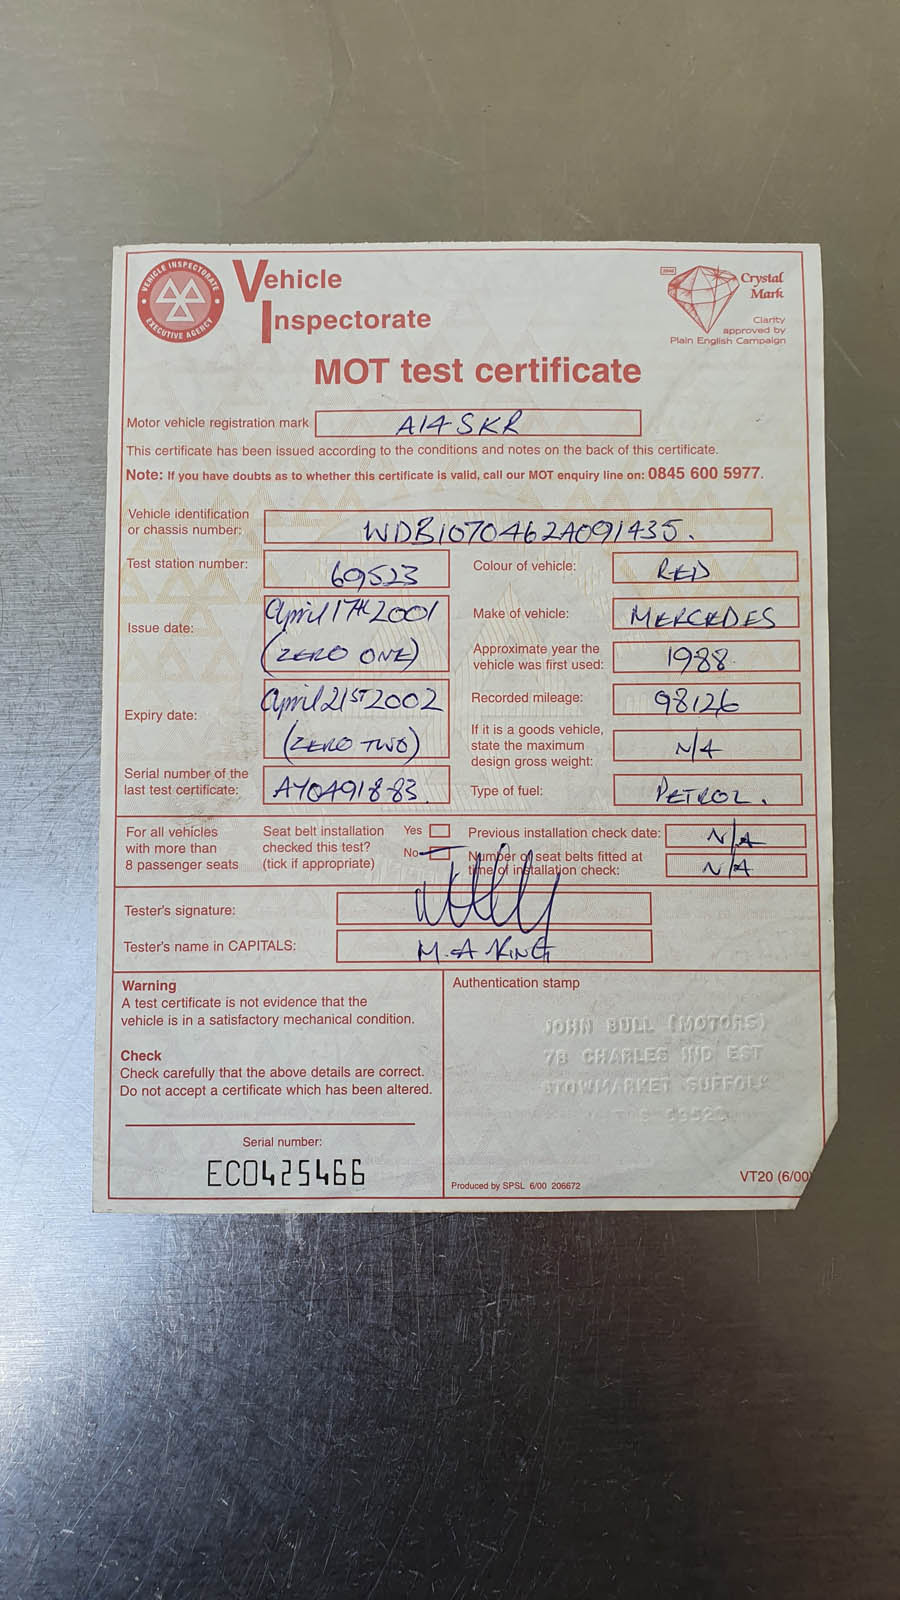 VEHICLE INSPECTORATE
EXECUTIVE AGENCY
Vehicle
Inspectorate
Crystal
Mark
Clarity
approved by
Plain English Campaign
MOT test certificate
Motor vehicle registration mark A14 SKR
This certificate has been issued according to the conditions and notes on the back of this certificate.
Note: If you have doubts as to whether this certificate is valid, call our MOT enquiry line on: 0845 600 5977.
Vehicle identification
or chassis number: WDB1070462A091435.
Test station number: 69523
Colour of vehicle: RED
Issue date: April 17TH 2001
(ZERO ONE)
Make of vehicle: MERCEDES
Approximate year the
vehicle was first used: 1988
Expiry date: April 21ST 2002
(ZERO TWO)
Recorded mileage: 98126
If it is a goods vehicle,
state the maximum
design gross weight: N/A
Serial number of the
last test certificate: AY0491883
Type of fuel: PETROL.
For all vehicles
with more than
8 passenger seats
Seat belt installation
checked this test?
(tick if appropriate)
Yes
No
Previous installation check date: N/A
Number of seat belts fitted at
time of installation check: N/A
Tester's signature:
Tester's name in CAPITALS: M. A KING
Warning
A test certificate is not evidence that the
vehicle is in a satisfactory mechanical condition.
Check
Check carefully that the above details are correct.
Do not accept a certificate which has been altered.
Serial number:
EC0425466
Authentication stamp
JOHN BULL (MOTORS)
7B CHARLES IND EST
STOWMARKET SUFFOLK
Produced by SPSL 6/00 206672
VT20 (6/00)